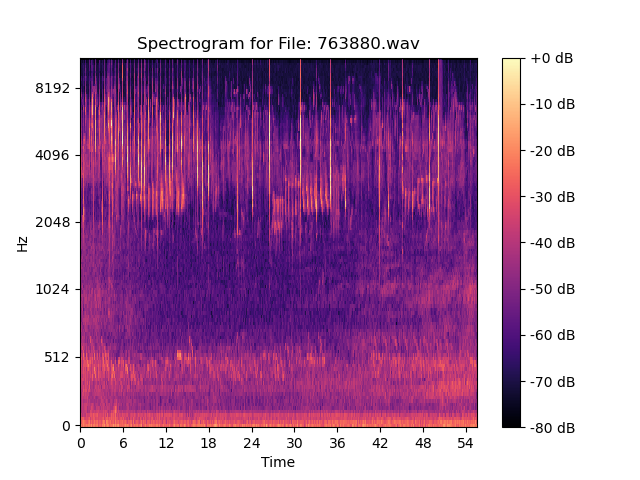 Spectrogram for File: 763880.wav
8192
4096
2048
1024
512
0
Hz
0 6 12 18 24 30 36 42 48 54
Time
+0 dB
-10 dB
-20 dB
-30 dB
-40 dB
-50 dB
-60 dB
-70 dB
-80 dB